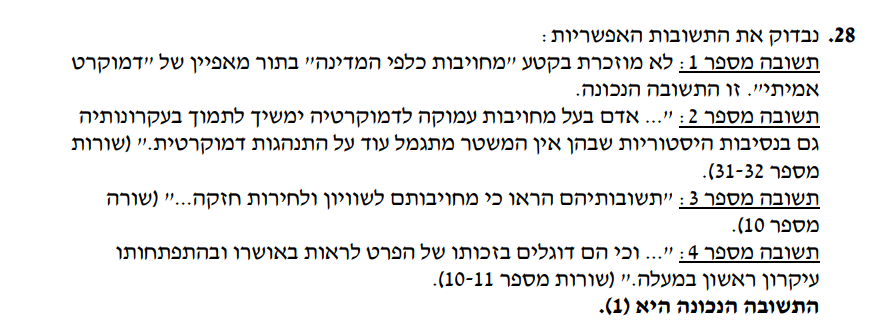 28. נבדוק את התשובות האפשריות:
תשובה מספר 1: לא מוזכרת בקטע "מחויבות כלפי המדינה" בתור מאפיין של "דמוקרט
אמיתי". זו התשובה הנכונה.
תשובה מספר 2: "... אדם בעל מחויבות עמוקה לדמוקרטיה ימשיך לתמוך בעקרונותיה
גם בנסיבות היסטוריות שבהן אין המשטר מתגמל עוד על התנהגות דמוקרטית." (שורות
מספר 31-32).
תשובה מספר 3: "תשובותיהם הראו כי מחויבותם לשוויון ולחירות חזקה..." (שורה
מספר 10).
תשובה מספר 4: "... וכי הם דוגלים בזכותו של הפרט לראות באושרו ובהתפתחותו
עיקרון ראשון במעלה." (שורות מספר 10-11).
התשובה הנכונה היא (1).